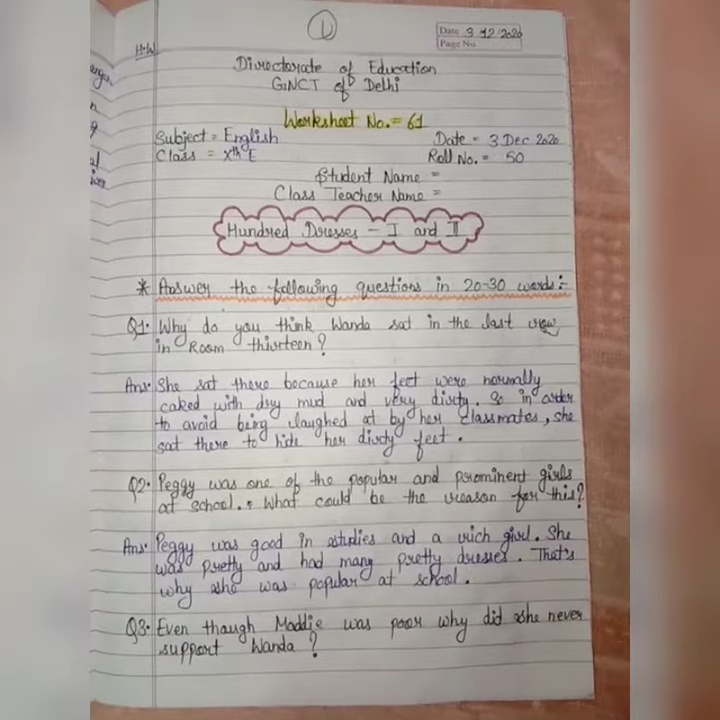 1
Date 3 12 2020
Page No.
H.W
Directorate of Education
GNCT of Delhi
Worksheet No. = 61
Subject = English
Date = 3 Dec 2020
Class = Xth E
Roll No. = 50
Student Name =
Class Teacher Name =
Hundred Dresses - I and II
* Answer the following questions in 20-30 words:-
Q1. Why do you think Wanda sat in the last row
in Room thirteen?
Ans. She sat there because her feet were normally
caked with dry mud and very dirty. So in order
to avoid being laughed at by her classmates, she
sat there to hide her dirty feet.
Q2. Peggy was one of the popular and prominent girls
at school. What could be the reason for this?
Ans. Peggy was good in studies and a rich girl. She
was pretty and had many pretty dresses. That's
why she was popular at school.
Q3. Even though Maddie was poor why did she never
support Wanda?